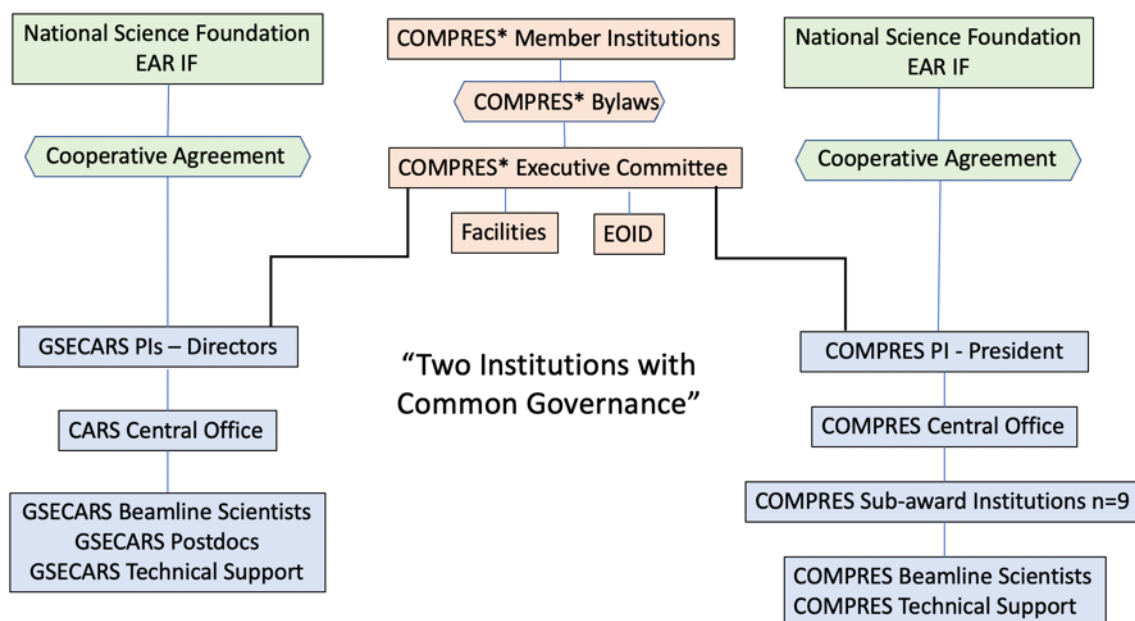 National Science Foundation
EAR IF
Cooperative Agreement
GSECARS PIs – Directors
CARS Central Office
GSECARS Beamline Scientists
GSECARS Postdocs
GSECARS Technical Support
COMPRES* Member Institutions
COMPRES* Bylaws
COMPRES* Executive Committee
Facilities
EOID
“Two Institutions with
Common Governance”
National Science Foundation
EAR IF
Cooperative Agreement
COMPRES PI - President
COMPRES Central Office
COMPRES Sub-award Institutions n=9
COMPRES Beamline Scientists
COMPRES Technical Support